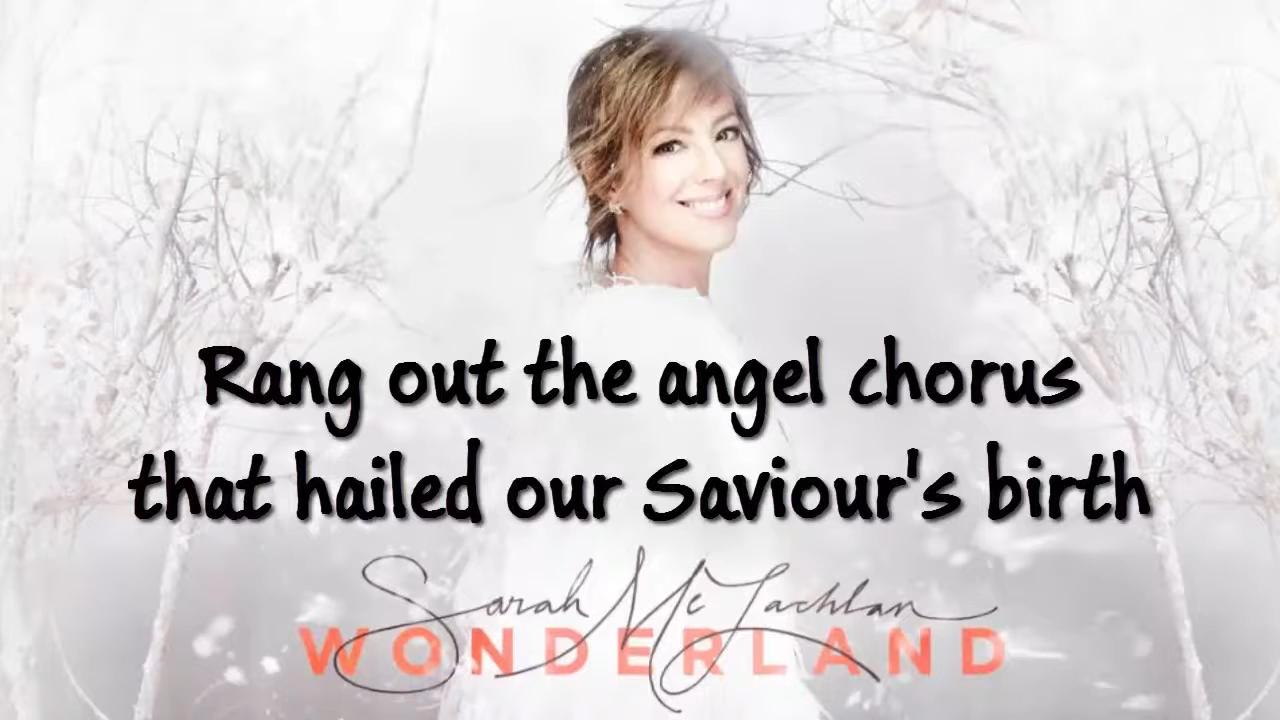 Rang out the angel chorus
that hailed our Saviour's birth
Sarah McLachlan
WONDERLAND